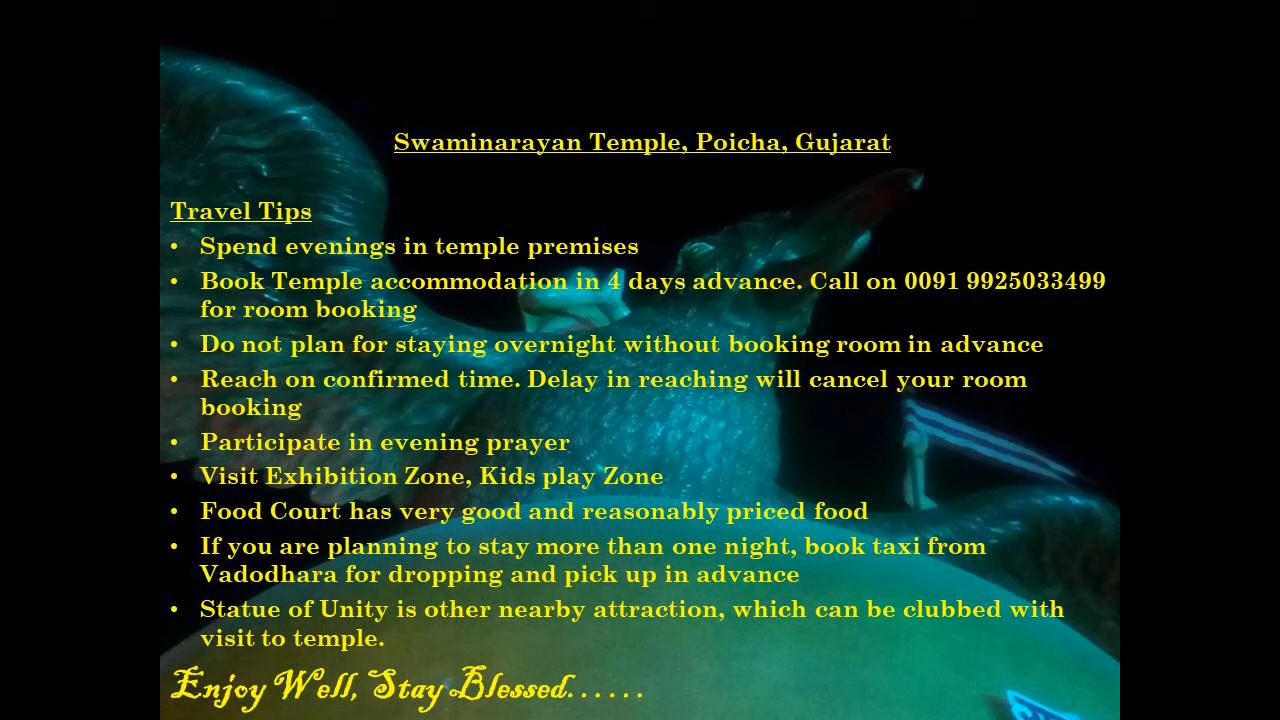 Swaminarayan Temple, Poicha, Gujarat
Travel Tips
• Spend evenings in temple premises
• Book Temple accommodation in 4 days advance. Call on 0091 9925033499
for room booking
• Do not plan for staying overnight without booking room in advance
• Reach on confirmed time. Delay in reaching will cancel your room
booking
• Participate in evening prayer
• Visit Exhibition Zone, Kids play Zone
• Food Court has very good and reasonably priced food
• If you are planning to stay more than one night, book taxi from
Vadodhara for dropping and pick up in advance
• Statue of Unity is other nearby attraction, which can be clubbed with
visit to temple.
Enjoy Well, Stay Blessed......